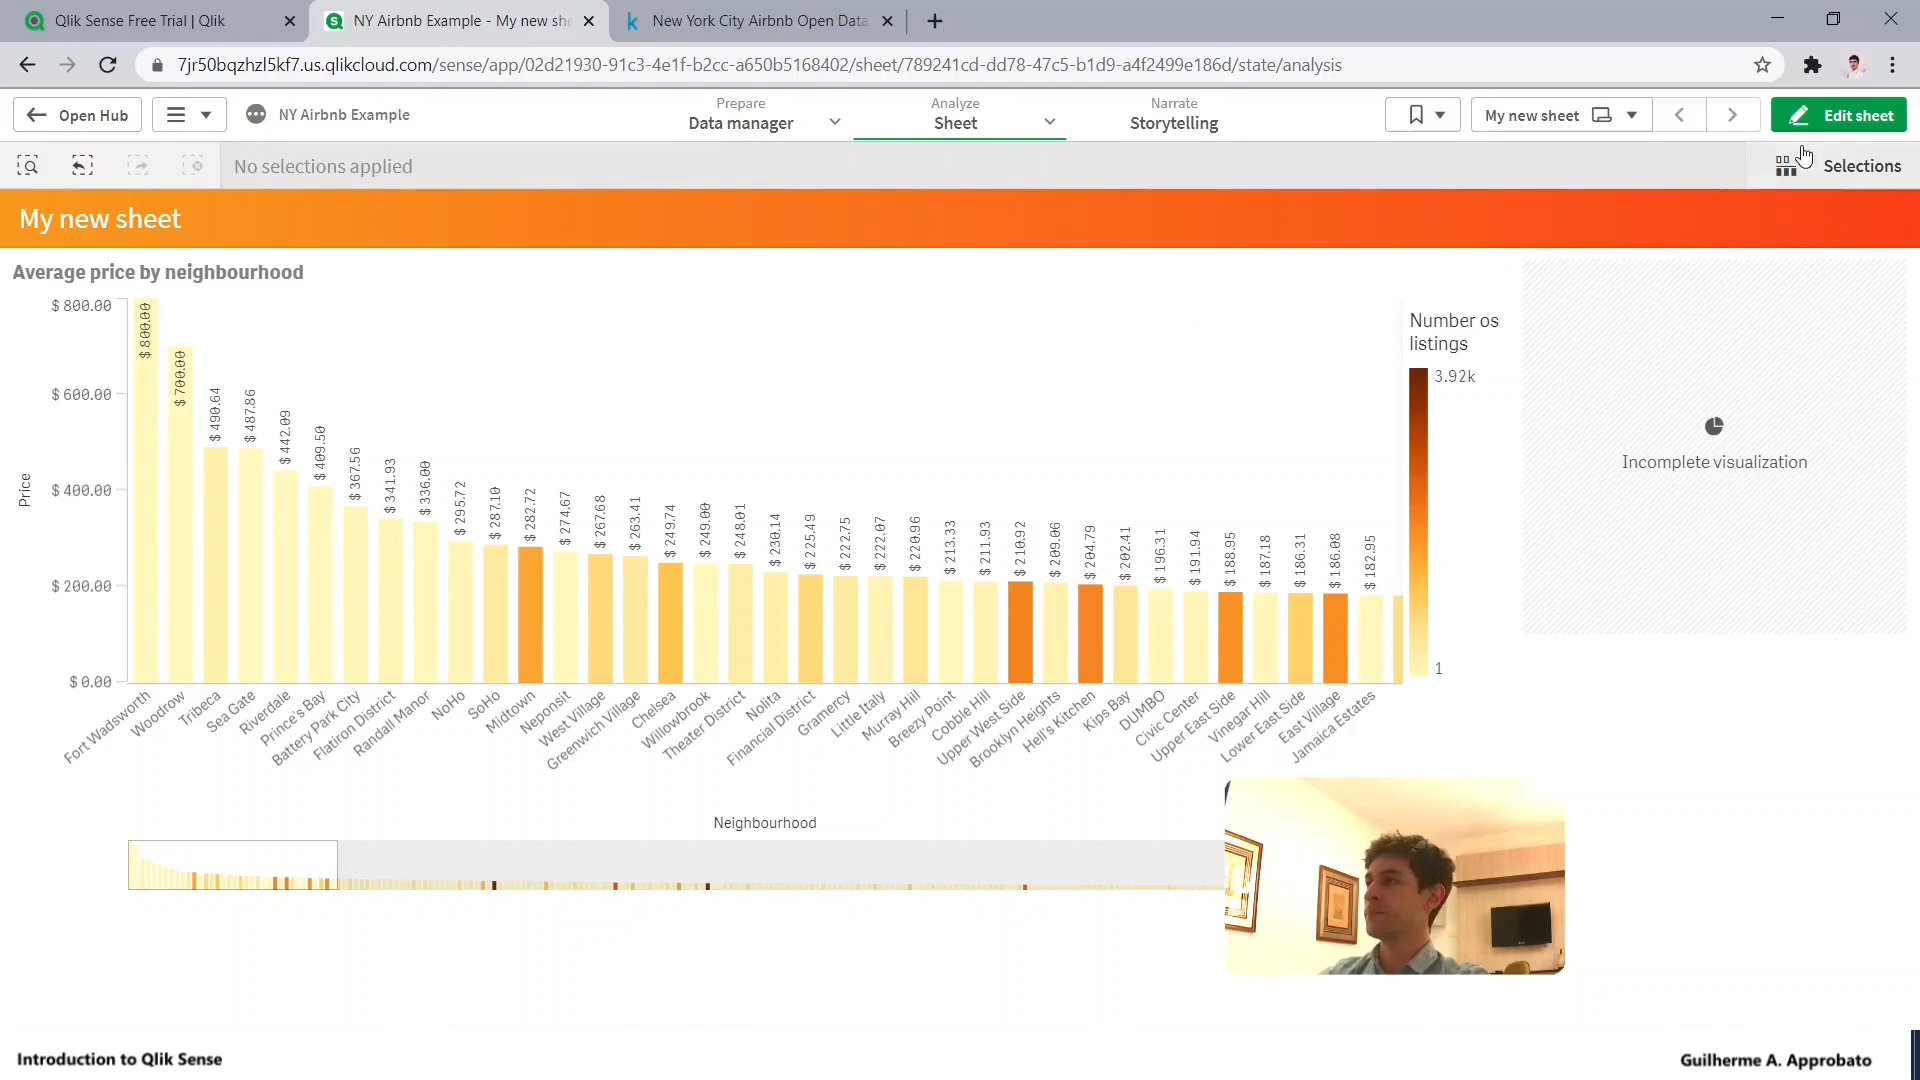 Qlik Sense Free Trial | Qlik
NY Airbnb Example - My new she
New York City Airbnb Open Data
7jr50bqzhzl5kf7.us.qlikcloud.com/sense/app/02d21930-91c3-4e1f-b2cc-a650b5168402/sheet/789241cd-dd78-47c5-b1d9-a4f2499e186d/state/analysis
Open Hub
NY Airbnb Example
Prepare
Data manager
Analyze
Sheet
Narrate
Storytelling
My new sheet
Edit sheet
No selections applied
Selections
My new sheet
Average price by neighbourhood
Price
$ 800.00
$ 600.00
$ 400.00
$ 200.00
$ 0.00
$ 800.00
$ 700.00
$ 490.64
$ 487.86
$ 442.09
$ 409.50
$ 367.56
$ 341.93
$ 336.00
$ 295.72
$ 287.10
$ 282.72
$ 274.67
$ 267.68
$ 263.41
$ 249.74
$ 249.00
$ 248.01
$ 230.14
$ 225.49
$ 222.75
$ 222.07
$ 220.96
$ 213.33
$ 211.93
$ 210.92
$ 209.06
$ 204.79
$ 202.41
$ 196.31
$ 191.94
$ 188.95
$ 187.18
$ 186.31
$ 186.08
$ 182.95
Fort Wadsworth
Woodrow
Tribeca
Sea Gate
Riverdale
Prince's Bay
Battery Park City
Flatiron District
Randall Manor
NoHo
SoHo
Midtown
Neponsit
West Village
Greenwich Village
Chelsea
Willowbrook
Theater District
Nolita
Financial District
Gramercy
Little Italy
Murray Hill
Breezy Point
Cobble Hill
Upper West Side
Brooklyn Heights
Hell's Kitchen
Kips Bay
DUMBO
Civic Center
Upper East Side
Vinegar Hill
Lower East Side
East Village
Jamaica Estates
Neighbourhood
Number os
listings
3.92k
1
Incomplete visualization
Introduction to Qlik Sense
Guilherme A. Approbato